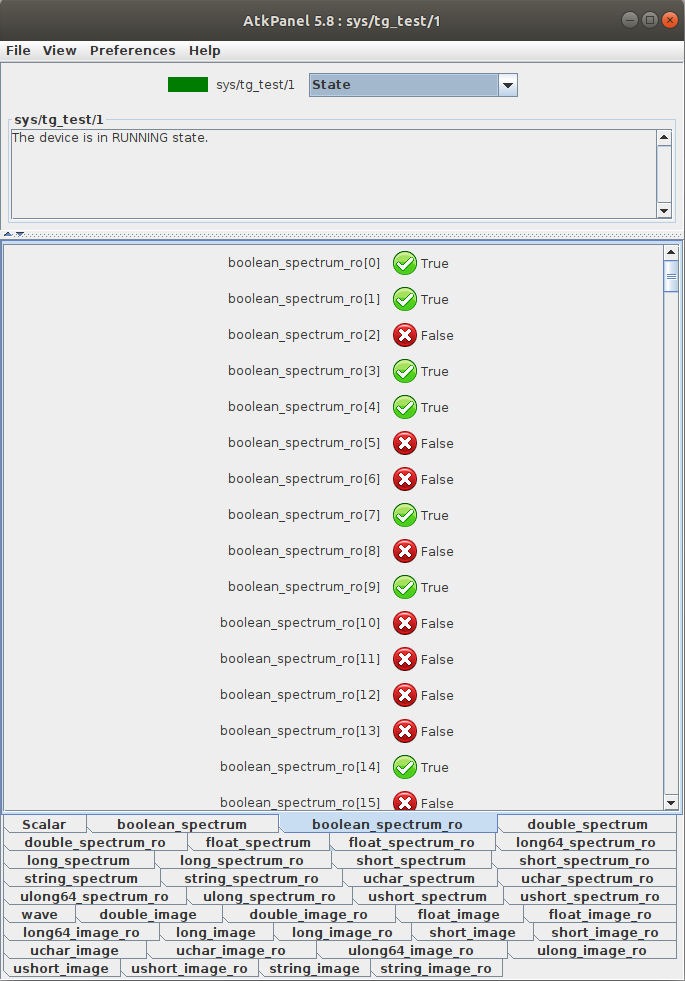 AtkPanel 5.8 : sys/tg_test/1
File View Preferences Help
sys/tg_test/1 State
sys/tg_test/1
The device is in RUNNING state.
boolean_spectrum_ro[0] True
boolean_spectrum_ro[1] True
boolean_spectrum_ro[2] False
boolean_spectrum_ro[3] True
boolean_spectrum_ro[4] True
boolean_spectrum_ro[5] False
boolean_spectrum_ro[6] False
boolean_spectrum_ro[7] True
boolean_spectrum_ro[8] False
boolean_spectrum_ro[9] True
boolean_spectrum_ro[10] False
boolean_spectrum_ro[11] False
boolean_spectrum_ro[12] False
boolean_spectrum_ro[13] False
boolean_spectrum_ro[14] True
boolean_spectrum_ro[15] False
Scalar boolean_spectrum boolean_spectrum_ro double_spectrum
double_spectrum_ro float_spectrum float_spectrum_ro long64_spectrum_ro
long_spectrum long_spectrum_ro short_spectrum short_spectrum_ro
string_spectrum string_spectrum_ro uchar_spectrum uchar_spectrum_ro
ulong64_spectrum_ro ulong_spectrum_ro ushort_spectrum ushort_spectrum_ro
wave double_image double_image_ro float_image float_image_ro
long64_image_ro long_image long_image_ro short_image short_image_ro
uchar_image uchar_image_ro ulong64_image_ro ulong_image_ro
ushort_image ushort_image_ro string_image string_image_ro